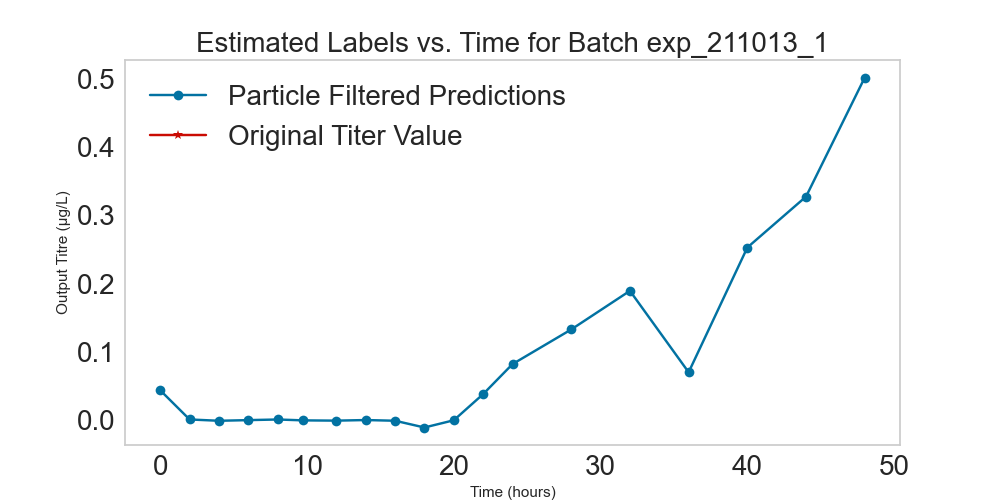 Estimated Labels vs. Time for Batch exp_211013_1
Particle Filtered Predictions
Original Titer Value
Output Titre (µg/L)
0.5
0.4
0.3
0.2
0.1
0.0
0 10 20 30 40 50
Time (hours)